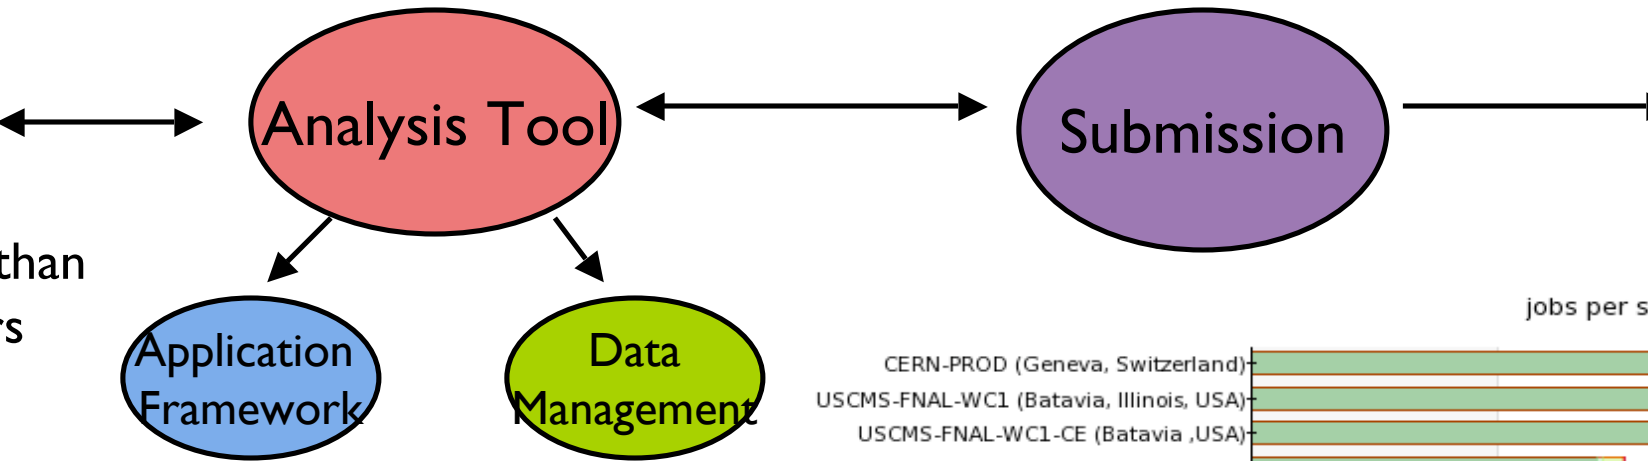 Analysis Tool
Submission
than
rs
Application
Framework
Data
Management
jobs per s
CERN-PROD (Geneva, Switzerland)
USCMS-FNAL-WC1 (Batavia, Illinois, USA)
USCMS-FNAL-WC1-CE (Batavia ,USA)